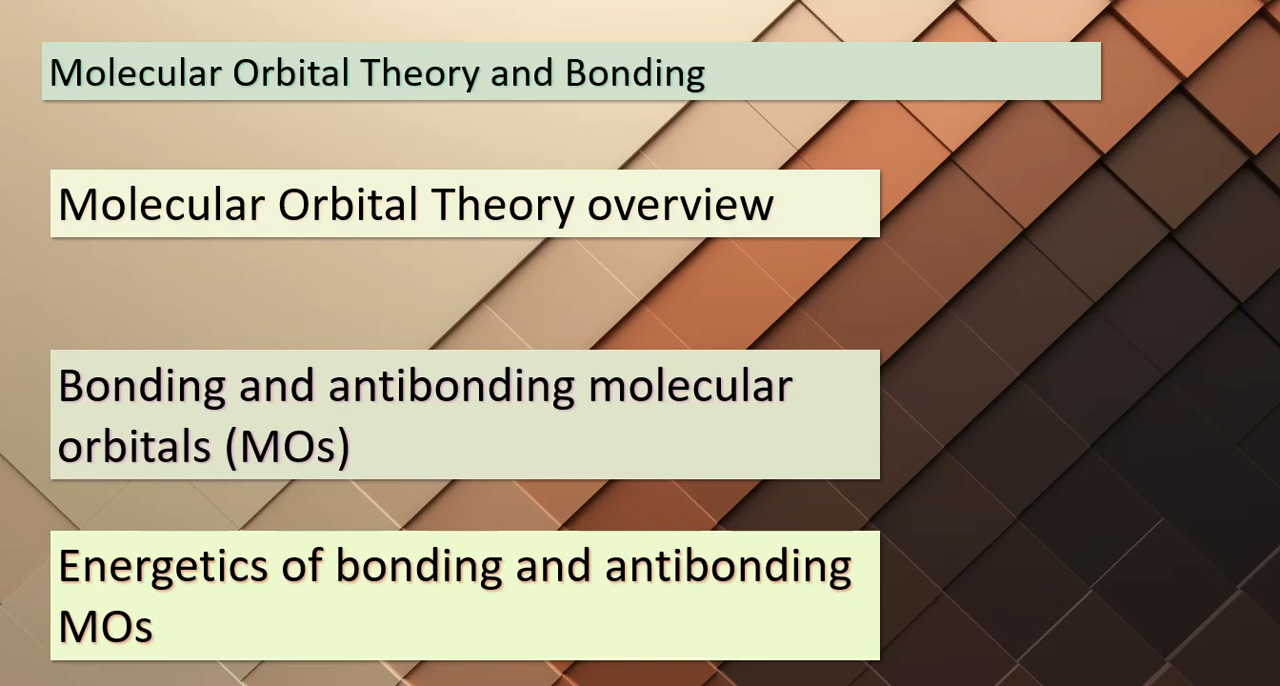 Molecular Orbital Theory and Bonding
Molecular Orbital Theory overview
Bonding and antibonding molecular
orbitals (MOs)
Energetics of bonding and antibonding
MOs